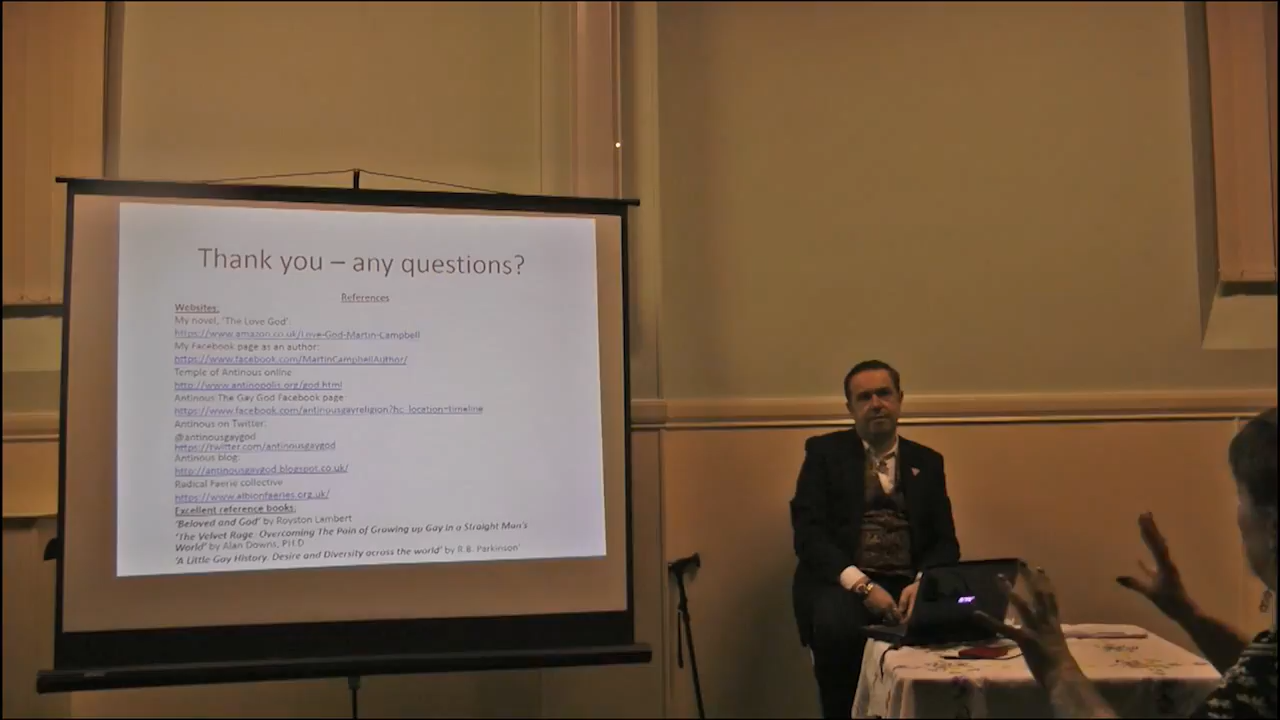 Thank you – any questions?
References
Websites:
My novel, 'The Love God':
https://www.amazon.co.uk/Love-God-Martin-Campbell
My Facebook page as an author:
https://www.facebook.com/MartinCampbellAuthor/
Temple of Antinous online
http://www.antinopolis.org/god.html
Antinous The Gay God Facebook page:
https://www.facebook.com/antinousgayreligion?hc_location=timeline
Antinous on Twitter:
@antinousgaygod
https://twitter.com/antinousgaygod
Antinous blog:
http://antinousgaygod.blogspot.co.uk/
Radical Faerie collective
https://www.albionfaeries.org.uk/
Excellent reference books:
'Beloved and God' by Royston Lambert
'The Velvet Rage: Overcoming The Pain of Growing up Gay in a Straight Man's
World' by Alan Downs, PH.D
'A Little Gay History. Desire and Diversity across the world' by R.B. Parkinson'